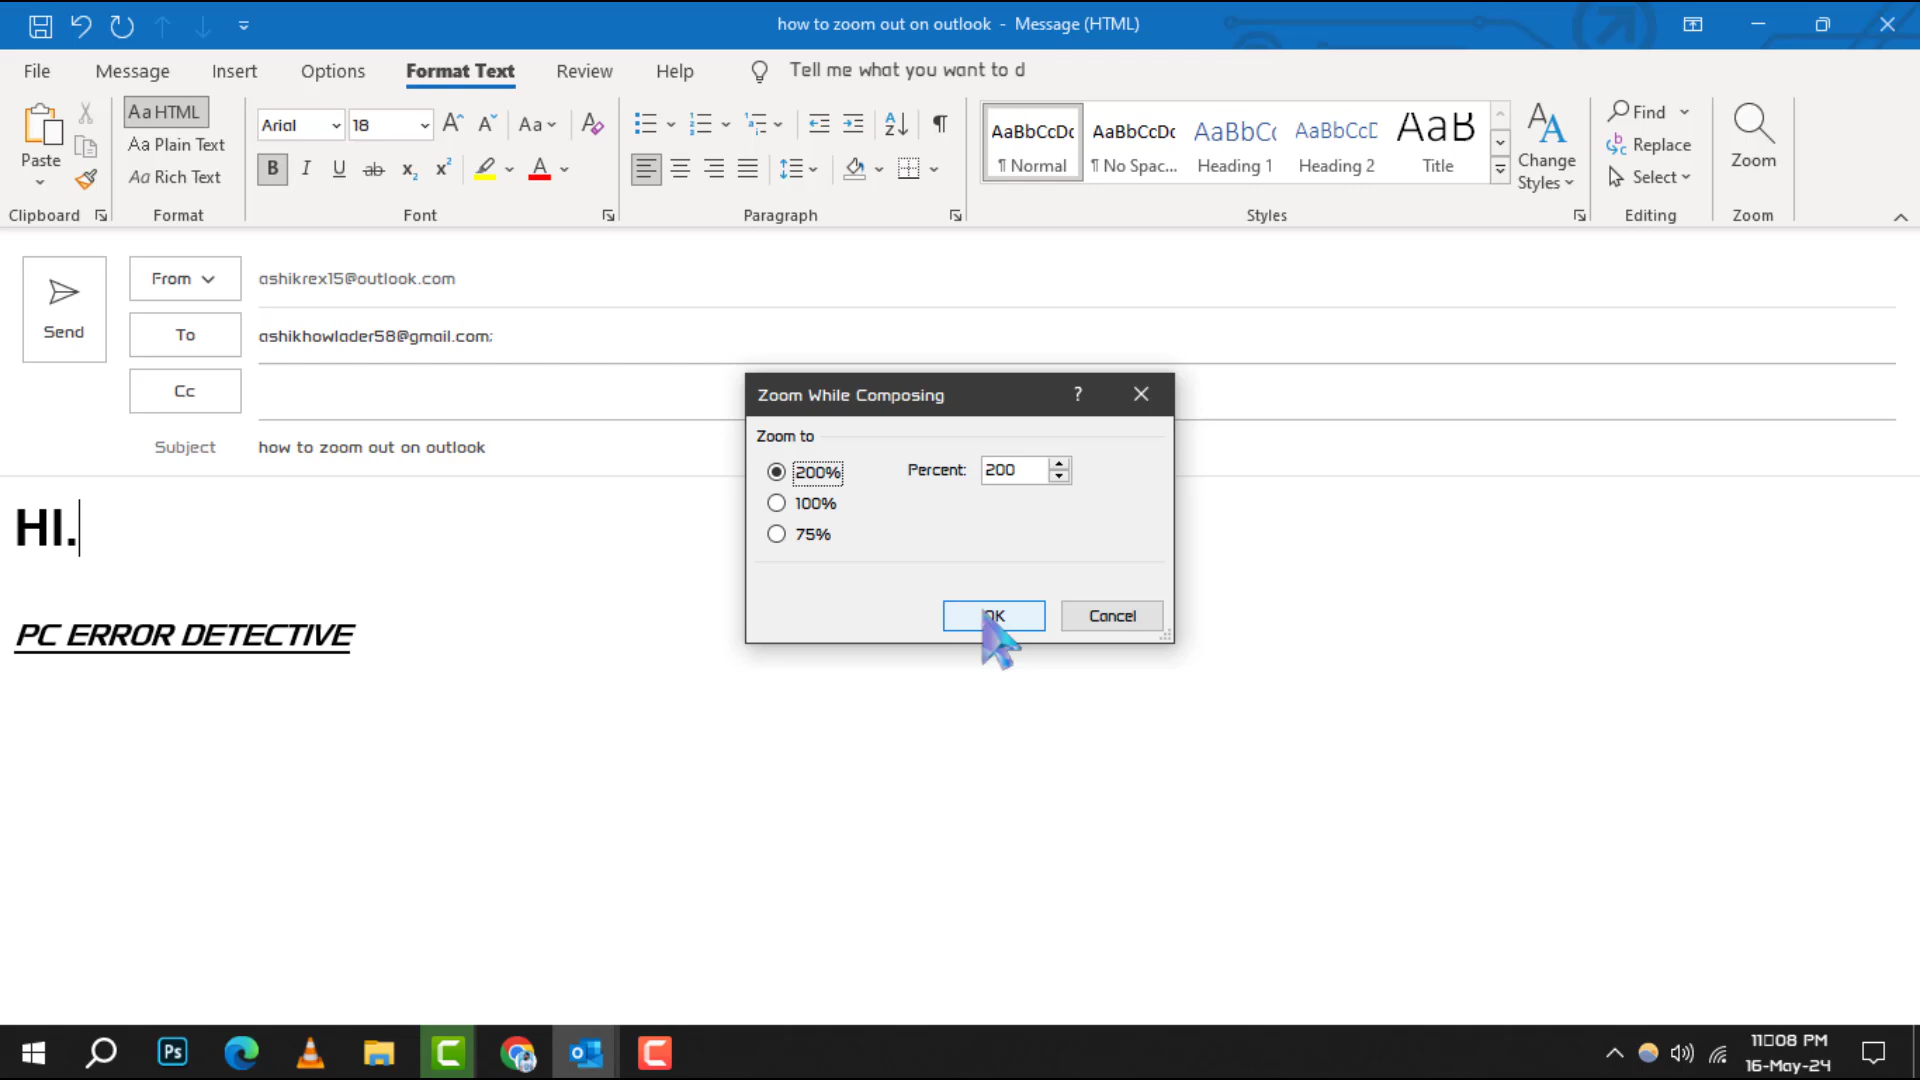 how to zoom out on outlook - Message (HTML)
File Message Insert Options Format Text Review Help Tell me what you want to d
Paste
Clipboard
Aa HTML
Aa Plain Text
Aa Rich Text
Format
Arial 18
Font
Paragraph
AaBbCcDc AaBbCcDc AaBbC AaBbCcD AaB
¶ Normal ¶ No Spac... Heading 1 Heading 2 Title
Change
Styles
Styles
Find
Replace
Select
Editing
Zoom
Zoom
Send
From ashikrex15@outlook.com
To ashikhowlader58@gmail.com;
Cc
Subject how to zoom out on outlook
HI.
PC ERROR DETECTIVE
Zoom While Composing ?
Zoom to
200% Percent: 200
100%
75%
OK Cancel
Ps
11□08 PM
16-May-24